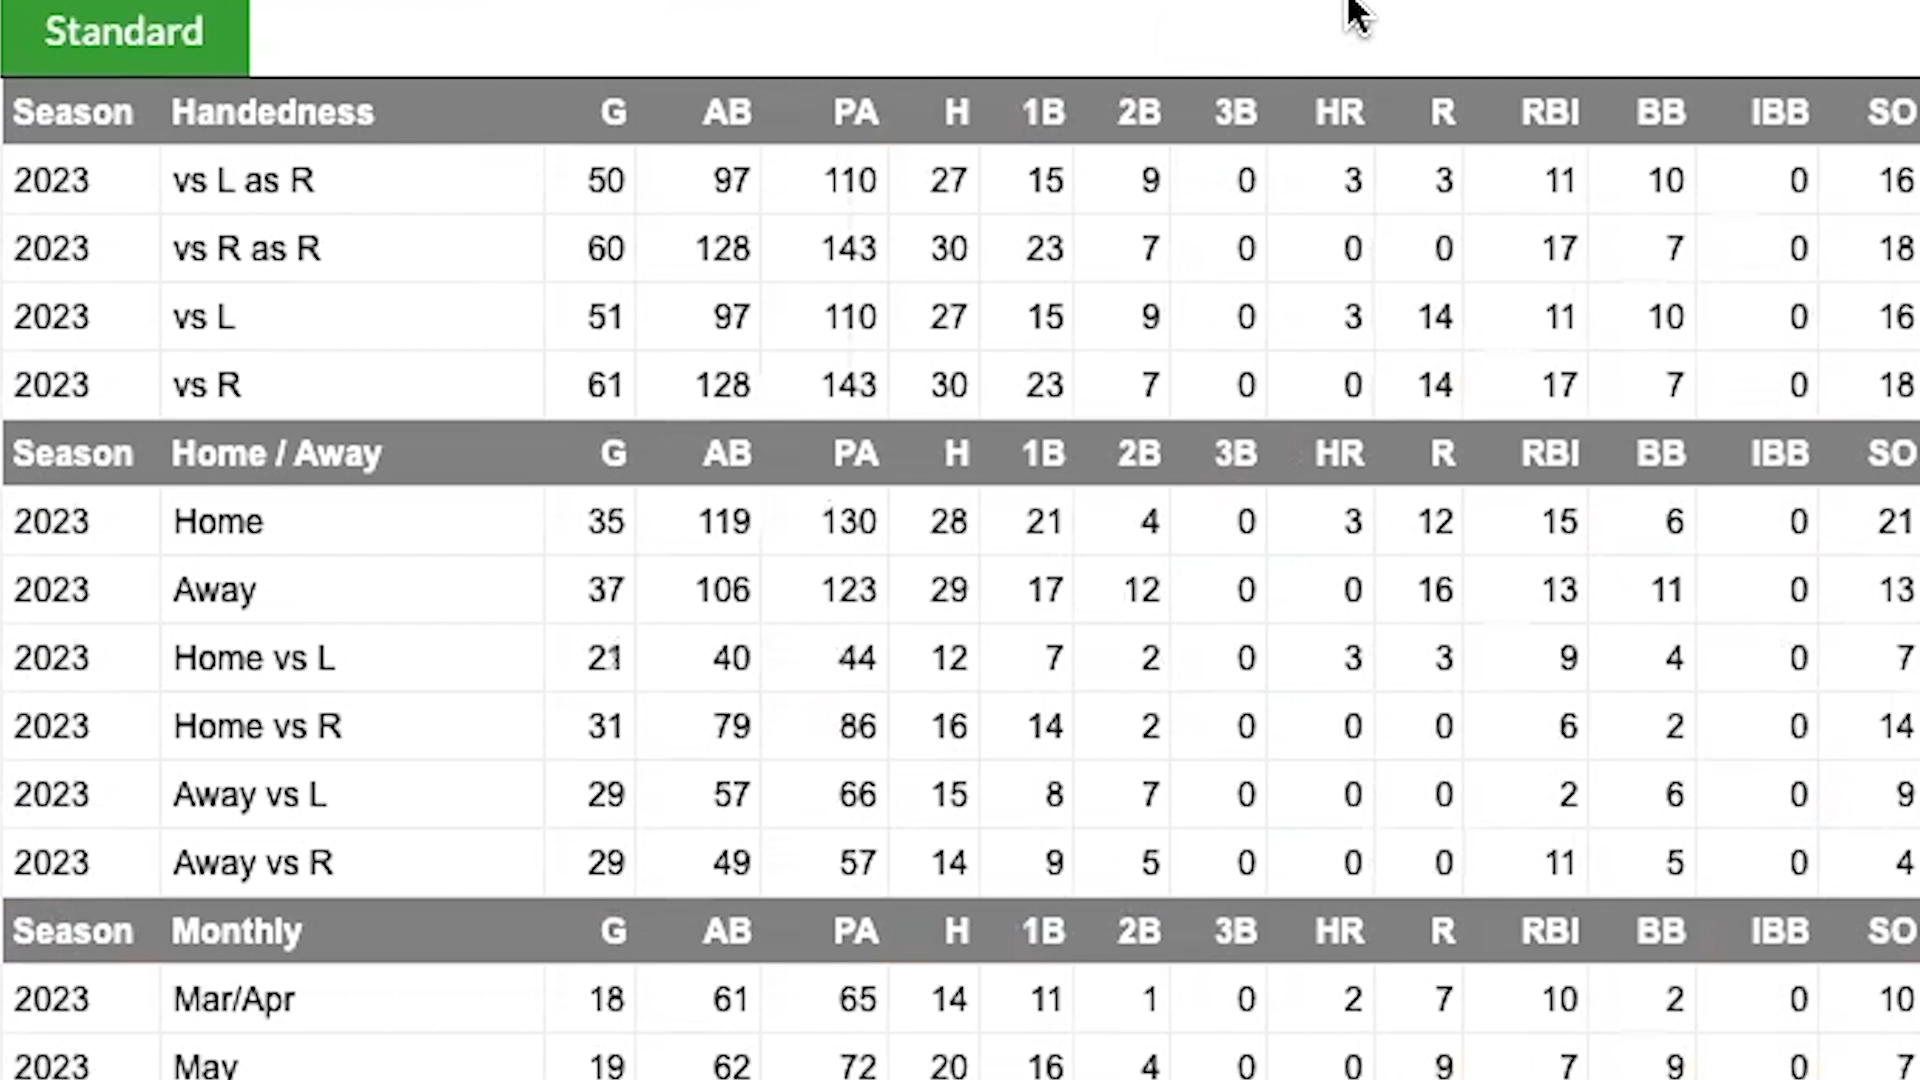 Standard
Season Handedness G AB PA H 1B 2B 3B HR R RBI BB IBB SO
2023 vs L as R 50 97 110 27 15 9 0 3 3 11 10 0 16
2023 vs R as R 60 128 143 30 23 7 0 0 0 17 7 0 18
2023 vs L 51 97 110 27 15 9 0 3 14 11 10 0 16
2023 vs R 61 128 143 30 23 7 0 0 14 17 7 0 18
Season Home / Away G AB PA H 1B 2B 3B HR R RBI BB IBB SO
2023 Home 35 119 130 28 21 4 0 3 12 15 6 0 21
2023 Away 37 106 123 29 17 12 0 0 16 13 11 0 13
2023 Home vs L 21 40 44 12 7 2 0 3 3 9 4 0 7
2023 Home vs R 31 79 86 16 14 2 0 0 0 6 2 0 14
2023 Away vs L 29 57 66 15 8 7 0 0 0 2 6 0 9
2023 Away vs R 29 49 57 14 9 5 0 0 0 11 5 0 4
Season Monthly G AB PA H 1B 2B 3B HR R RBI BB IBB SO
2023 Mar/Apr 18 61 65 14 11 1 0 2 7 10 2 0 10
2023 May 19 62 72 20 16 4 0 0 9 7 9 0 7